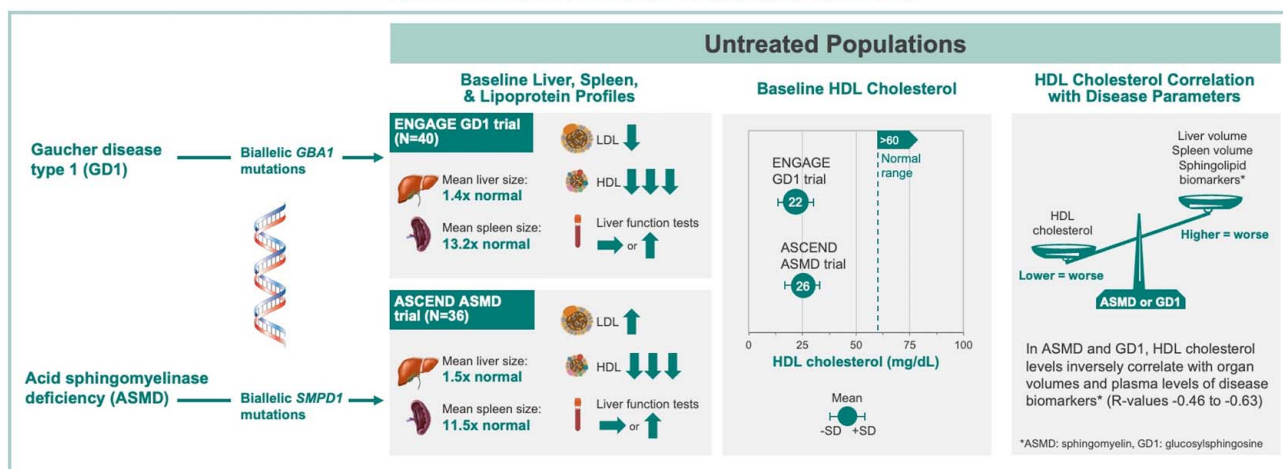 Untreated Populations
Baseline Liver, Spleen,
& Lipoprotein Profiles
Baseline HDL Cholesterol
HDL Cholesterol Correlation
with Disease Parameters
Gaucher disease
type 1 (GD1)
Biallelic GBA1
mutations
ENGAGE GD1 trial
(N=40)
LDL
Mean liver size:
1.4x normal
HDL
Mean spleen size:
13.2x normal
Liver function tests
or
Acid sphingomyelinase
deficiency (ASMD)
Biallelic SMPD1
mutations
ASCEND ASMD
trial (N=36)
LDL
Mean liver size:
1.5x normal
HDL
Mean spleen size:
11.5x normal
Liver function tests
or
>60
Normal
range
ENGAGE
GD1 trial
22
ASCEND
ASMD trial
26
0 25 50 75 100
HDL cholesterol (mg/dL)
Mean
-SD +SD
Liver volume
Spleen volume
Sphingolipid
biomarkers*
HDL
cholesterol
Higher = worse
Lower = worse
ASMD or GD1
In ASMD and GD1, HDL cholesterol
levels inversely correlate with organ
volumes and plasma levels of disease
biomarkers* (R-values -0.46 to -0.63)
*ASMD: sphingomyelin, GD1: glucosylsphingosine